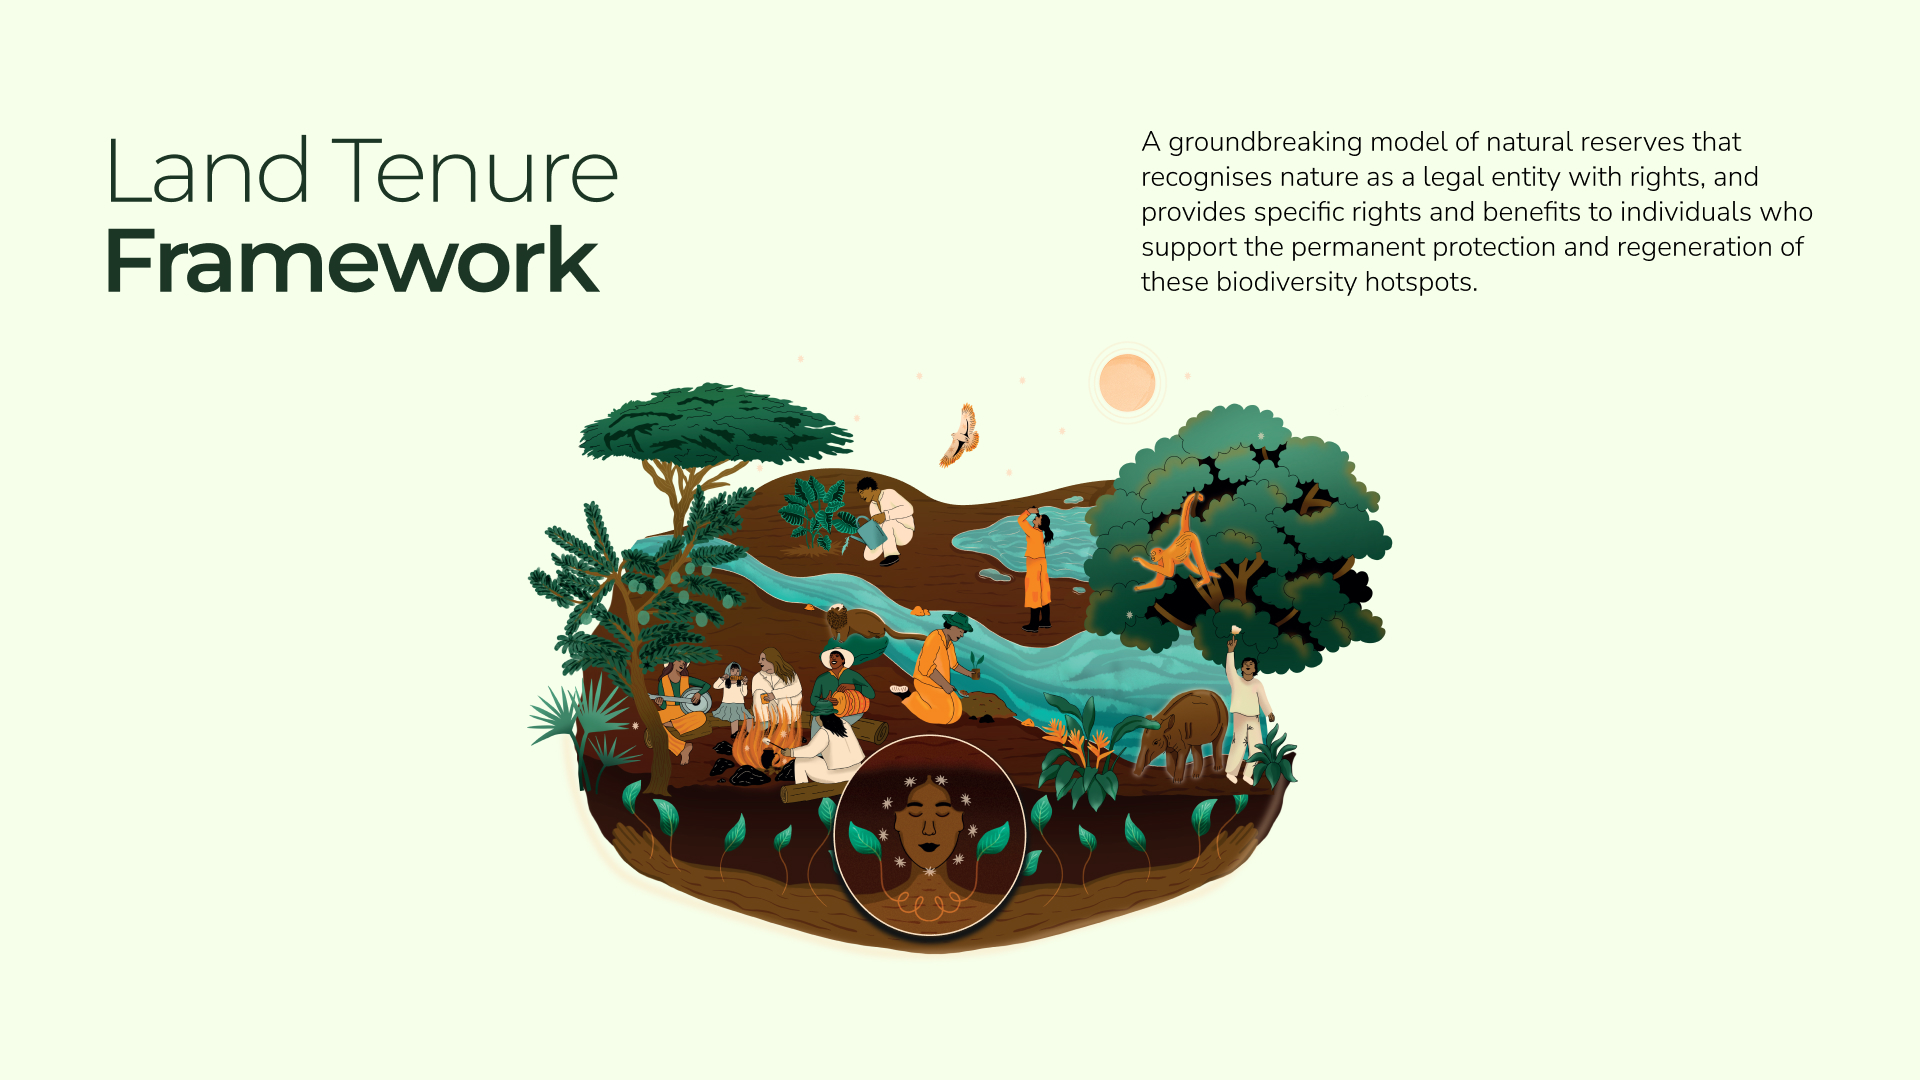 Land Tenure
Framework
A groundbreaking model of natural reserves that
recognises nature as a legal entity with rights, and
provides specific rights and benefits to individuals who
support the permanent protection and regeneration of
these biodiversity hotspots.